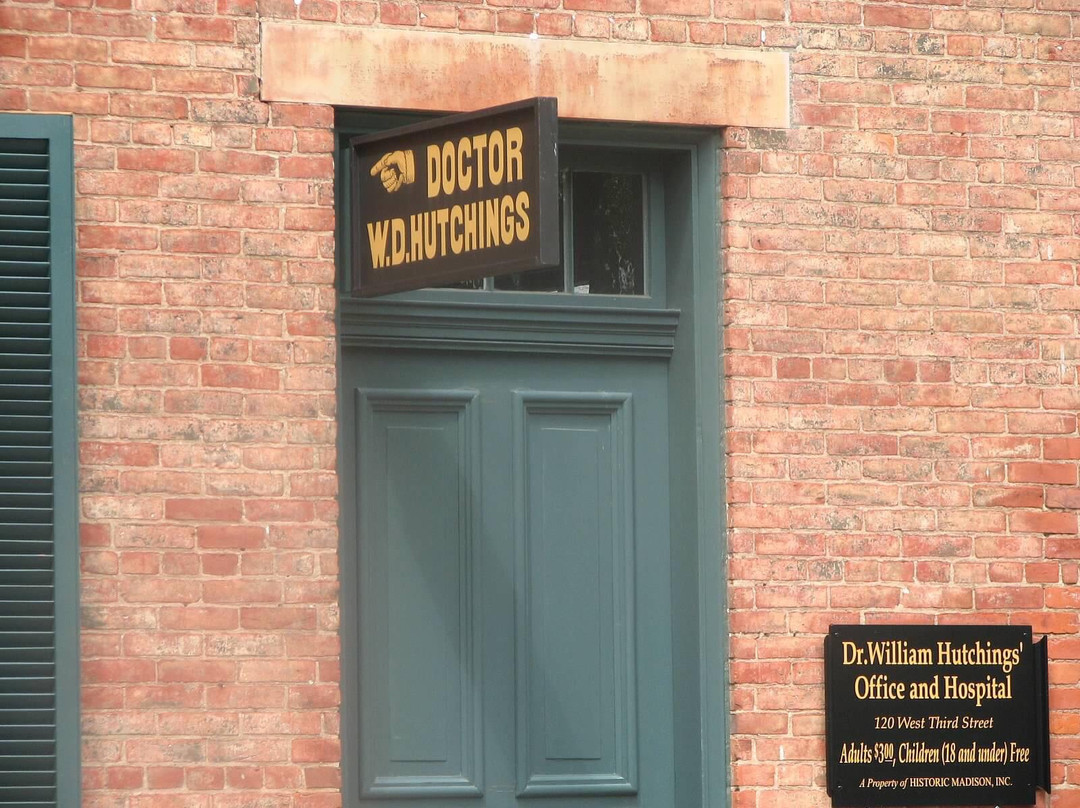 DOCTOR
W.D.HUTCHINGS
Dr.William Hutchings'
Office and Hospital
120 West Third Street
Adults $3.00, Children (18 and under) Free
A Property of HISTORIC MADISON, INC.